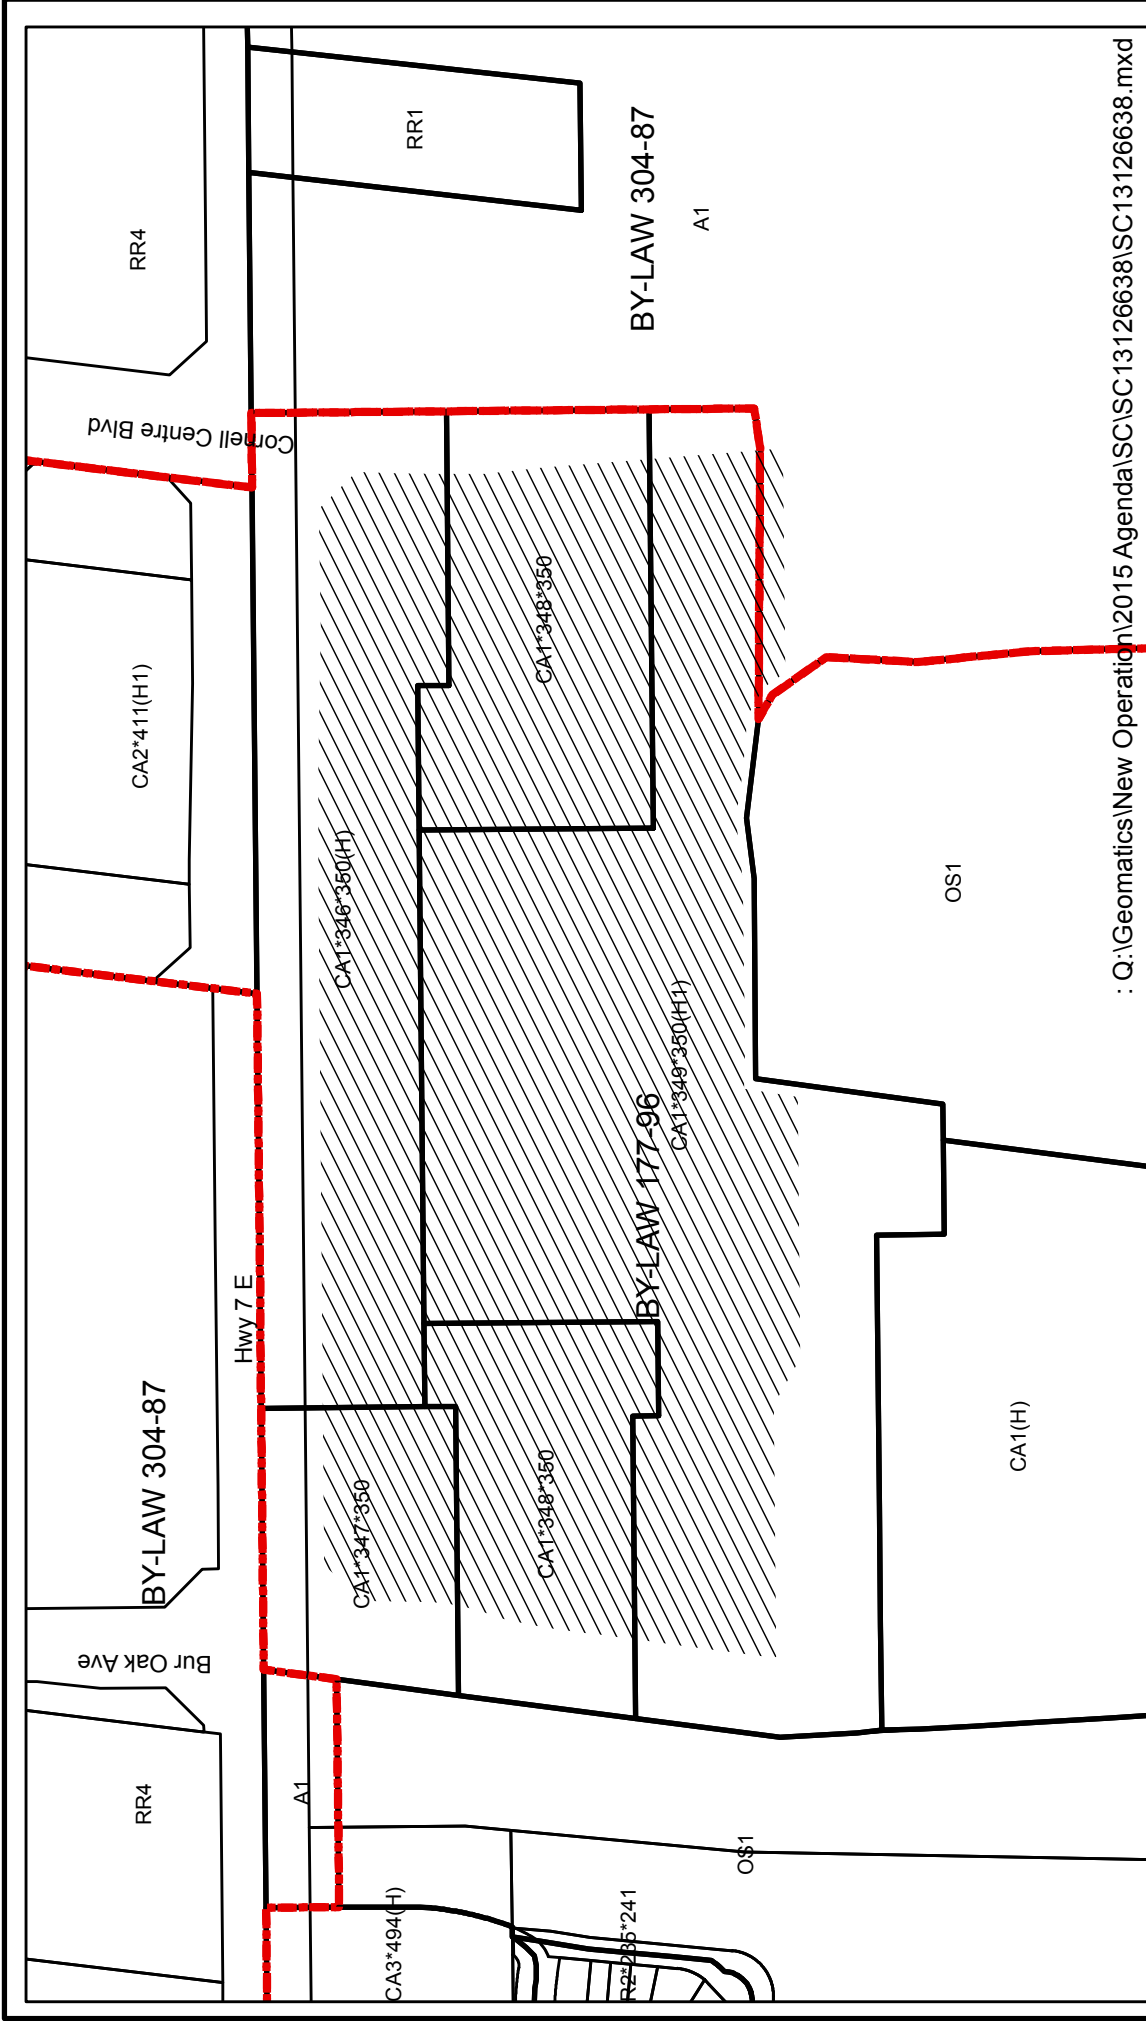 RR4
Bur Oak Ave
BY-LAW 304-87
Hwy 7 E
CA2*411(H1)
Cornell Centre Blvd
RR4
RR1
BY-LAW 304-87
A1
A1
CA3*494(H)
CA1*347*350
CA1*346*350(H)
CA1*348*350
CA1*348*350
BY-LAW 177-96
CA1*349*350(H1)
R2*235*241
OS1
OS1
CA1(H)
: Q:\Geomatics\New Operation\2015 Agenda\SC\SC13126638\SC13126638.mxd